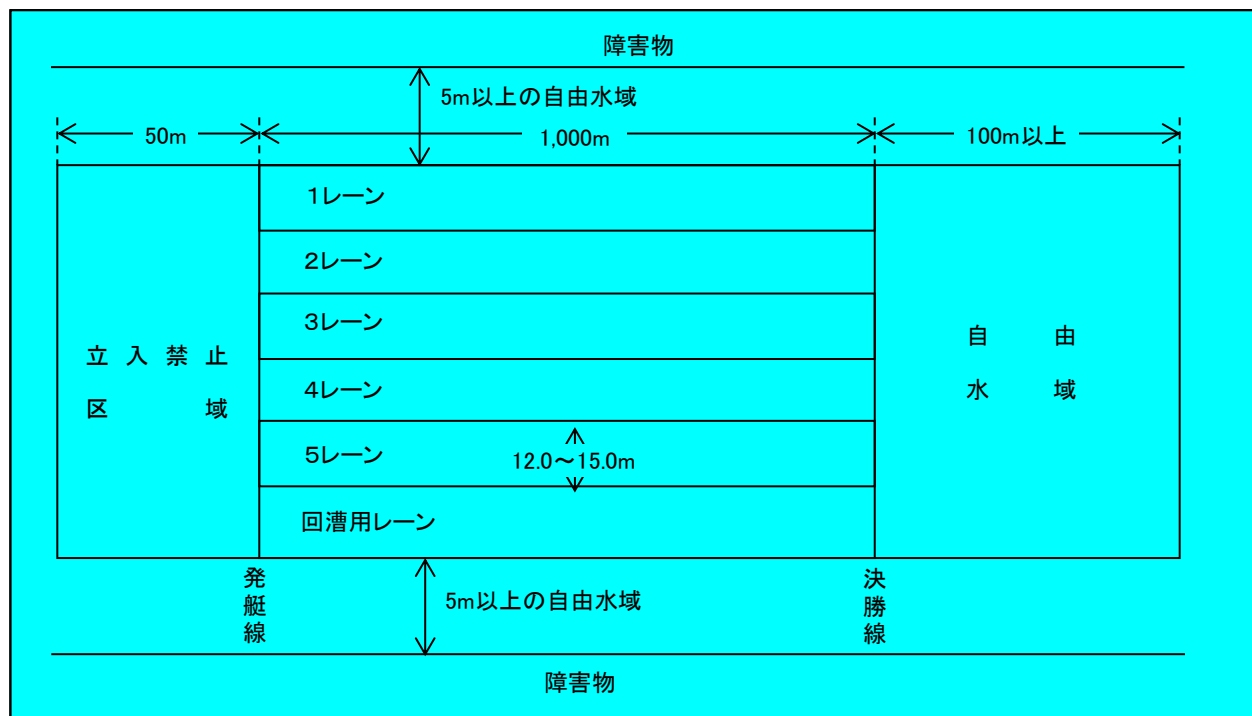 障害物
5m以上の自由水域
50m
1,000m
100m以上
1レーン
2レーン
3レーン
4レーン
5レーン
12.0～15.0m
回漕用レーン
立入禁止
区域
自由
水域
発艇線
決勝線
5m以上の自由水域
障害物